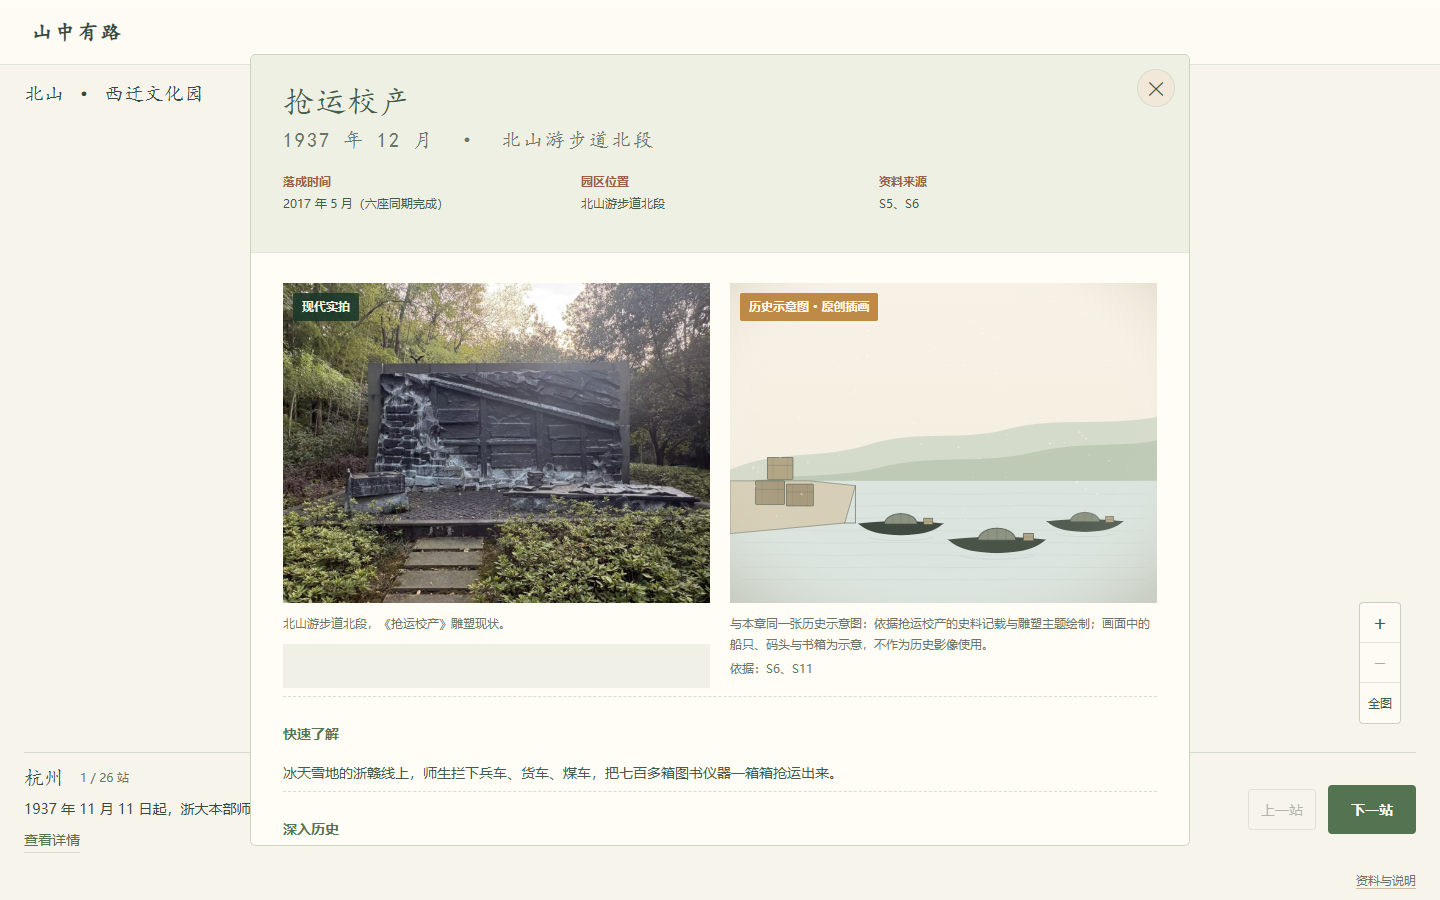 山中有路
北山 • 西迁文化园
抢运校产
1937 年 12 月 • 北山游步道北段
落成时间
2017 年 5 月（六座同期完成）
园区位置
北山游步道北段
资料来源
S5、S6
现代实拍
历史示意图 • 原创插画
北山游步道北段，《抢运校产》雕塑现状。
与本章同一张历史示意图：依据抢运校产的史料记载与雕塑主题绘制；画面中的
船只、码头与书箱为示意，不作为历史影像使用。
依据：S6、S11
快速了解
冰天雪地的浙赣线上，师生拦下兵车、货车、煤车，把七百多箱图书仪器一箱箱抢运出来。
深入历史
+
−
全图
杭州 1 / 26 站
1937 年 11 月 11 日起，浙大本部师
查看详情
上一站
下一站
资料与说明